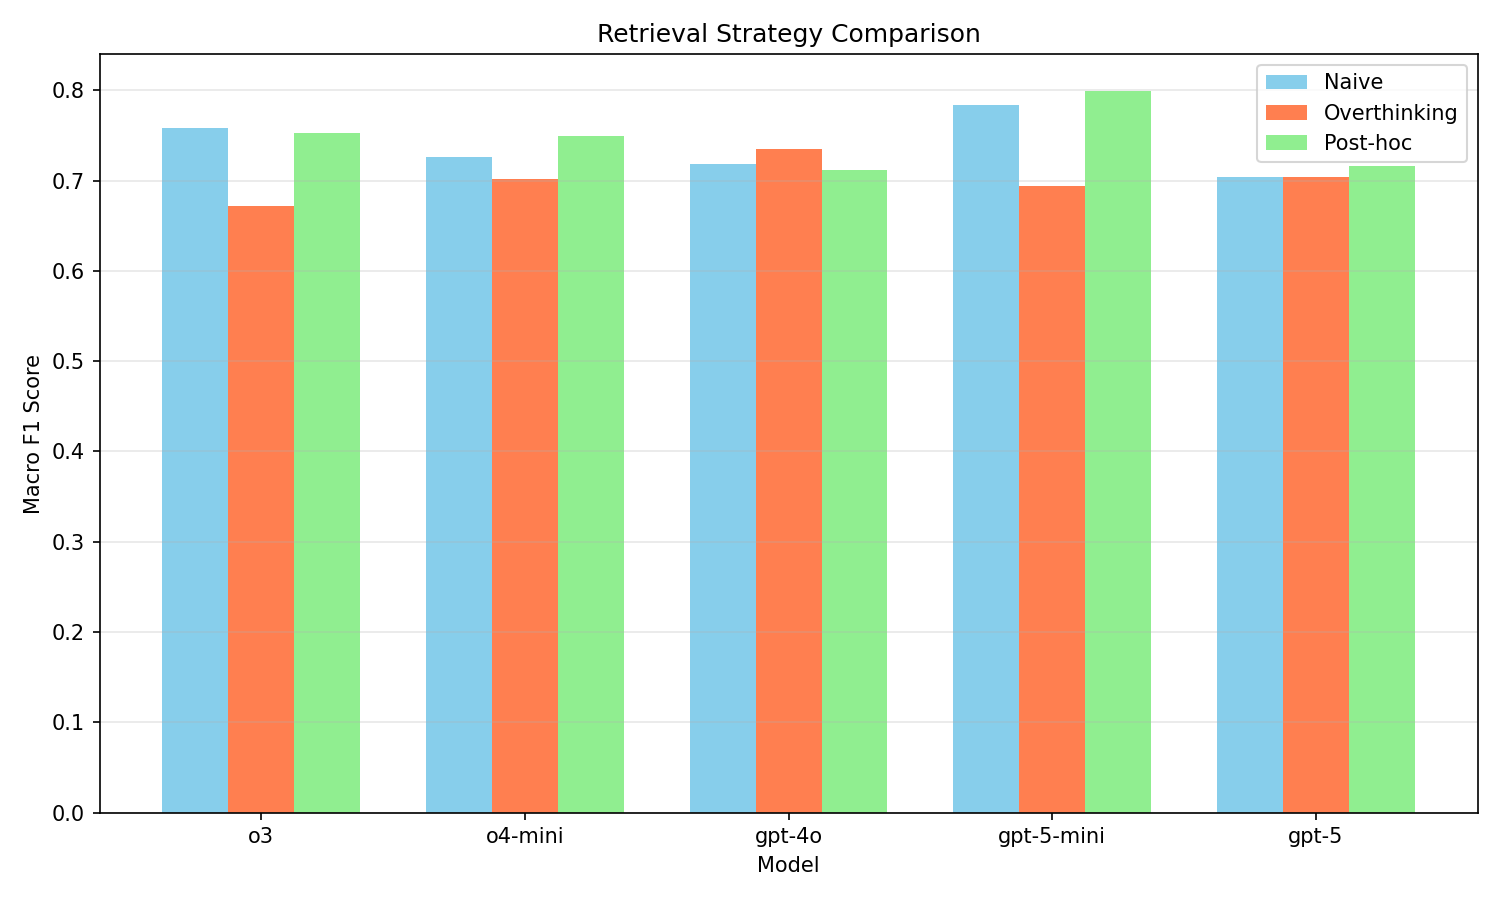 Retrieval Strategy Comparison
Naive
Overthinking
Post-hoc
Macro F1 Score
0.8
0.7
0.6
0.5
0.4
0.3
0.2
0.1
0.0
o3
o4-mini
gpt-4o
gpt-5-mini
gpt-5
Model